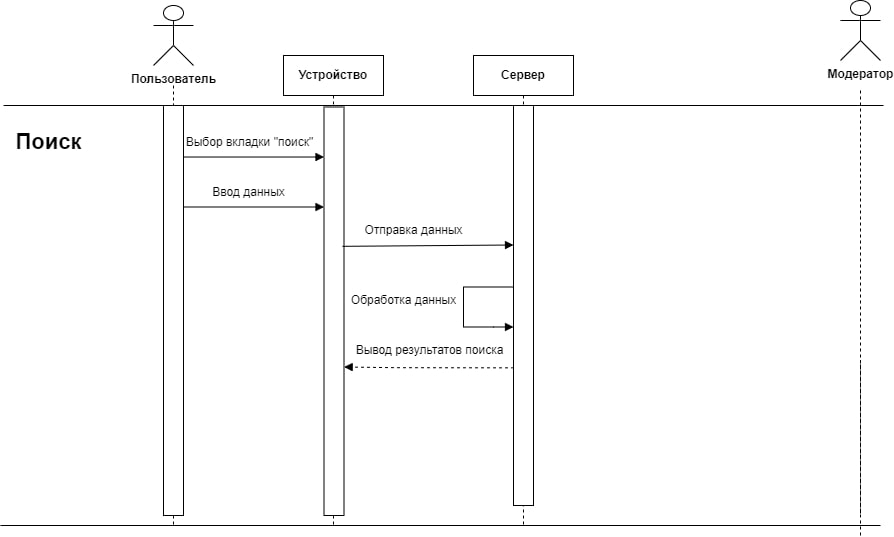 Пользователь
Устройство
Сервер
Модератор
Поиск
Выбор вкладки "поиск"
Ввод данных
Отправка данных
Обработка данных
Вывод результатов поиска